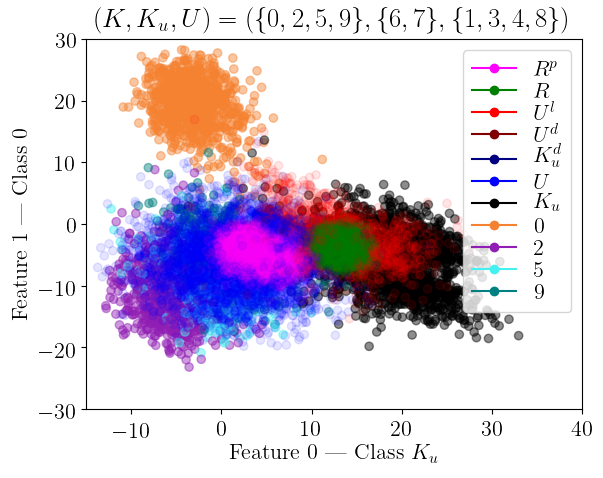 (K, K_u, U) = ({0, 2, 5, 9}, {6, 7}, {1, 3, 4, 8})
30
20
10
0
−10
−20
−30
Feature 1 — Class 0
R^p
R
U^l
U^d
K_u^d
U
K_u
0
2
5
9
−10
0
10
20
30
40
Feature 0 — Class K_u